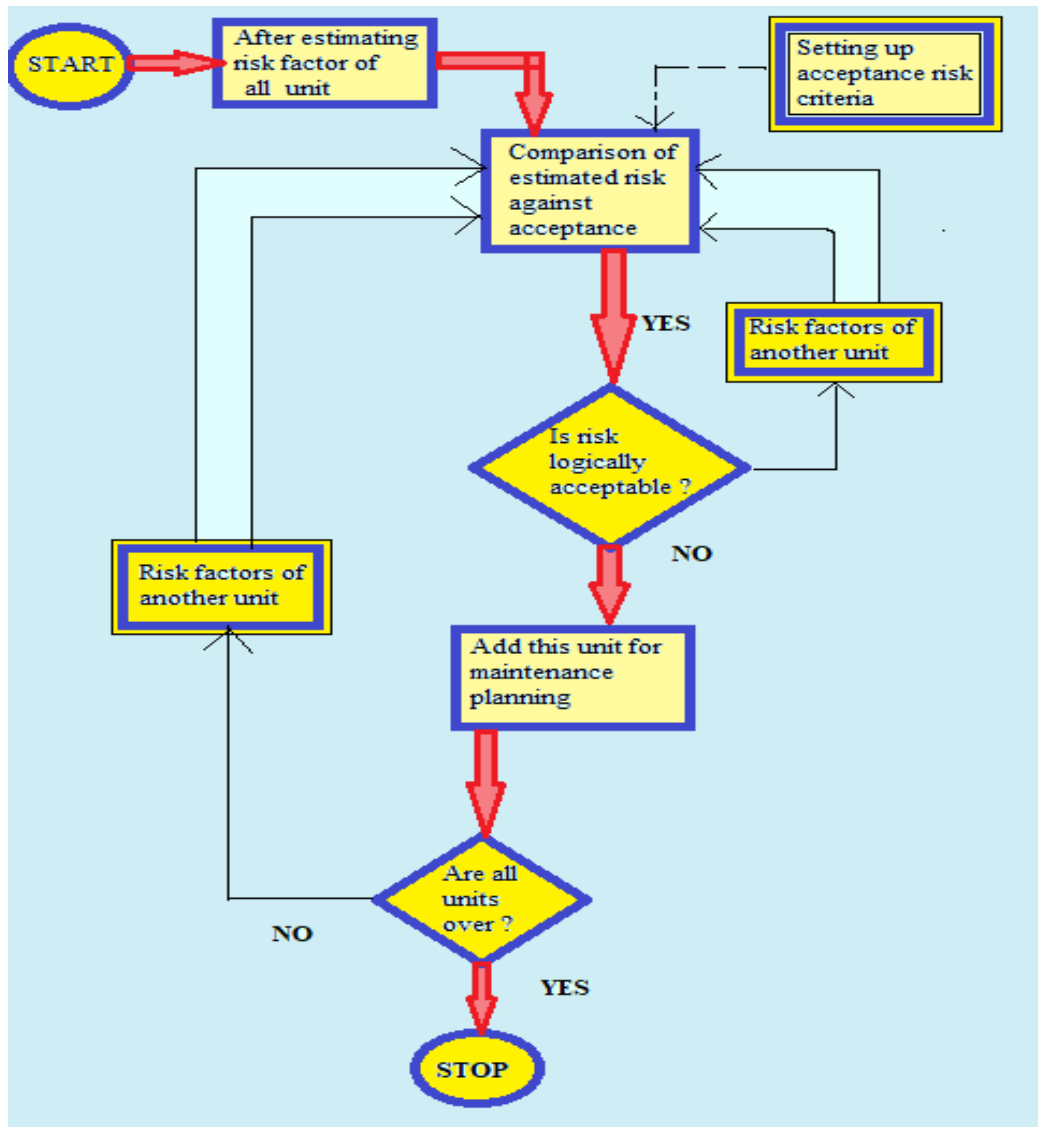 START
After estimating
risk factor of
all unit
Setting up
acceptance risk
criteria
Comparison of
estimated risk
against
acceptance
YES
Risk factors of
another unit
Is risk
logically
acceptable ?
NO
Risk factors of
another unit
Add this unit for
maintenance
planning
Are all
units
over ?
NO
YES
STOP